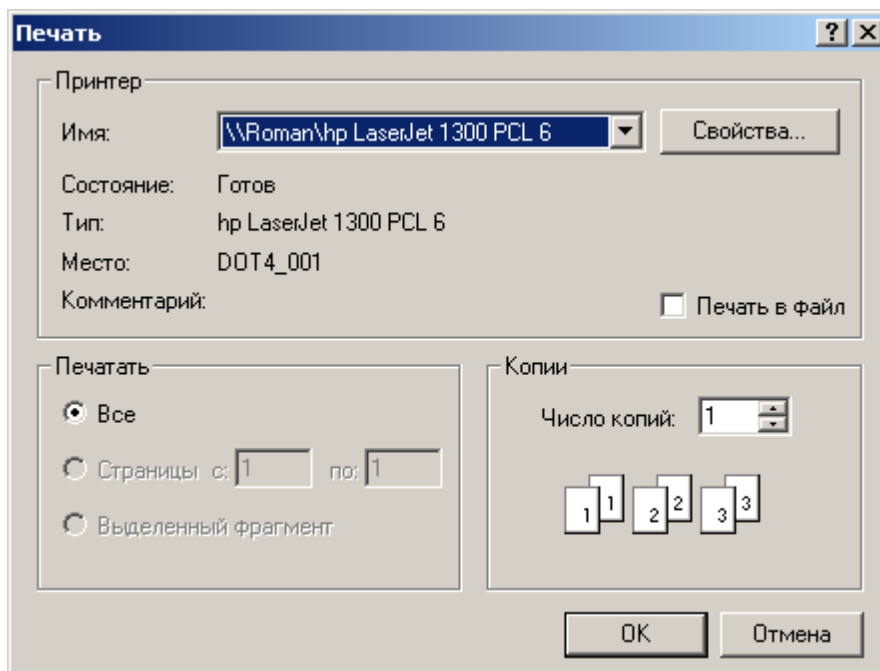 Печать
Принтер
Имя: \\Roman\hp LaserJet 1300 PCL 6 Свойства...
Состояние: Готов
Тип: hp LaserJet 1300 PCL 6
Место: DOT4_001
Комментарий: Печать в файл
Печатать
Все
Страницы с: 1 по: 1
Выделенный фрагмент
Копии
Число копий: 1
1 1 2 2 3 3
OK Отмена